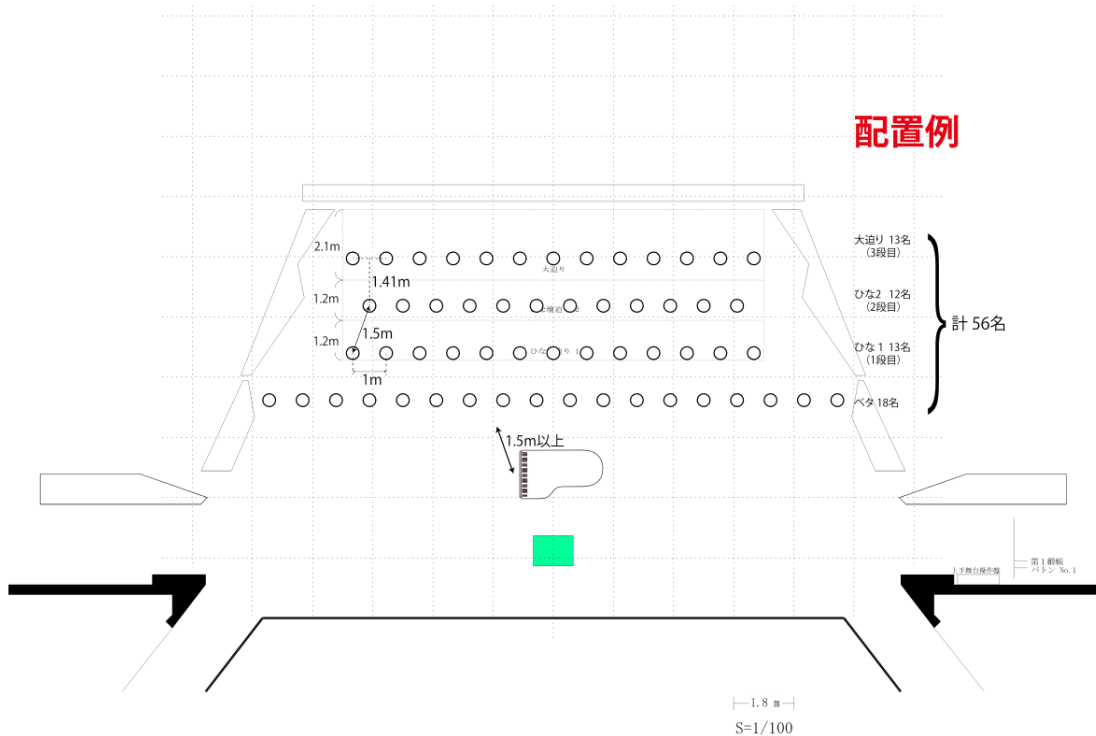 配置例
2.1m
大迫り 13名
(3段目)
大迫り
1.41m
1.2m
ひな2 12名
(2段目)
計 56名
1.5m
1.2m
ひな1 13名
(1段目)
1m
ベタ 18名
1.5m以上
第1緞帳
バトン No.1
上手舞台操作盤
1.8 m
S=1/100